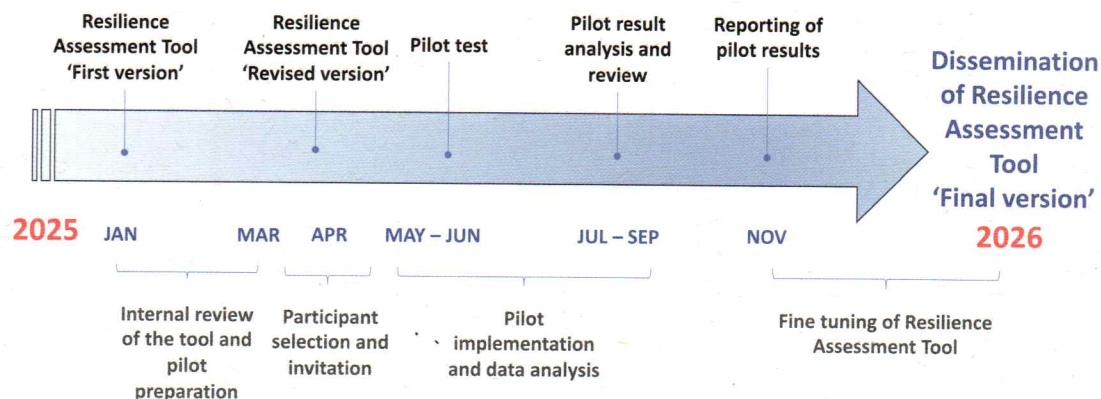 Resilience
Assessment Tool
‘First version’
Resilience
Assessment Tool
‘Revised version’
Pilot test
Pilot result
analysis and
review
Reporting of
pilot results
Dissemination
of Resilience
Assessment
Tool
‘Final version’
2025
JAN
MAR
APR
MAY – JUN
JUL – SEP
NOV
2026
Internal review
of the tool and
pilot
preparation
Participant
selection and
invitation
Pilot
implementation
and data analysis
Fine tuning of Resilience
Assessment Tool